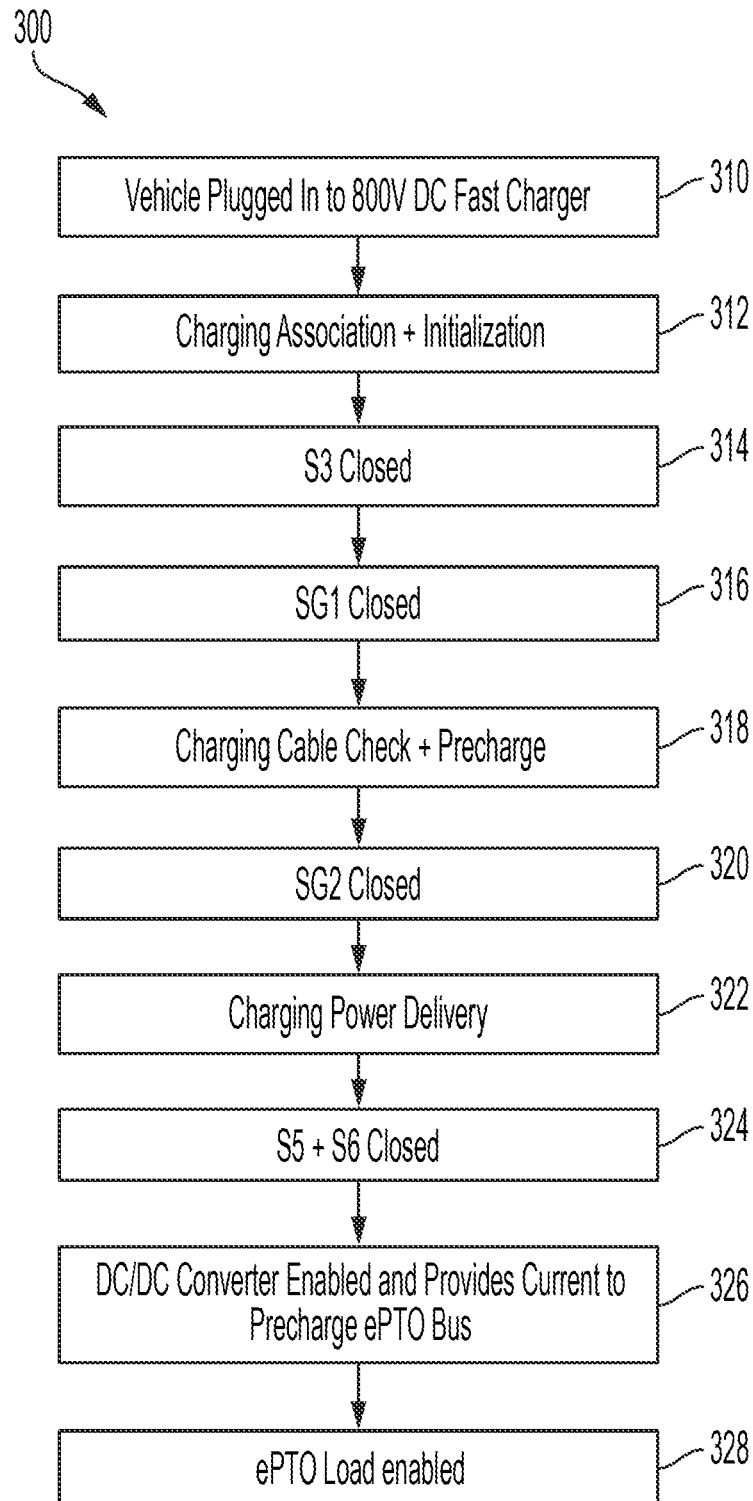 300
Vehicle Plugged In to 800V DC Fast Charger
310
Charging Association + Initialization
312
S3 Closed
314
SG1 Closed
316
Charging Cable Check + Precharge
318
SG2 Closed
320
Charging Power Delivery
322
S5 + S6 Closed
324
DC/DC Converter Enabled and Provides Current to
Precharge ePTO Bus
326
ePTO Load enabled
328